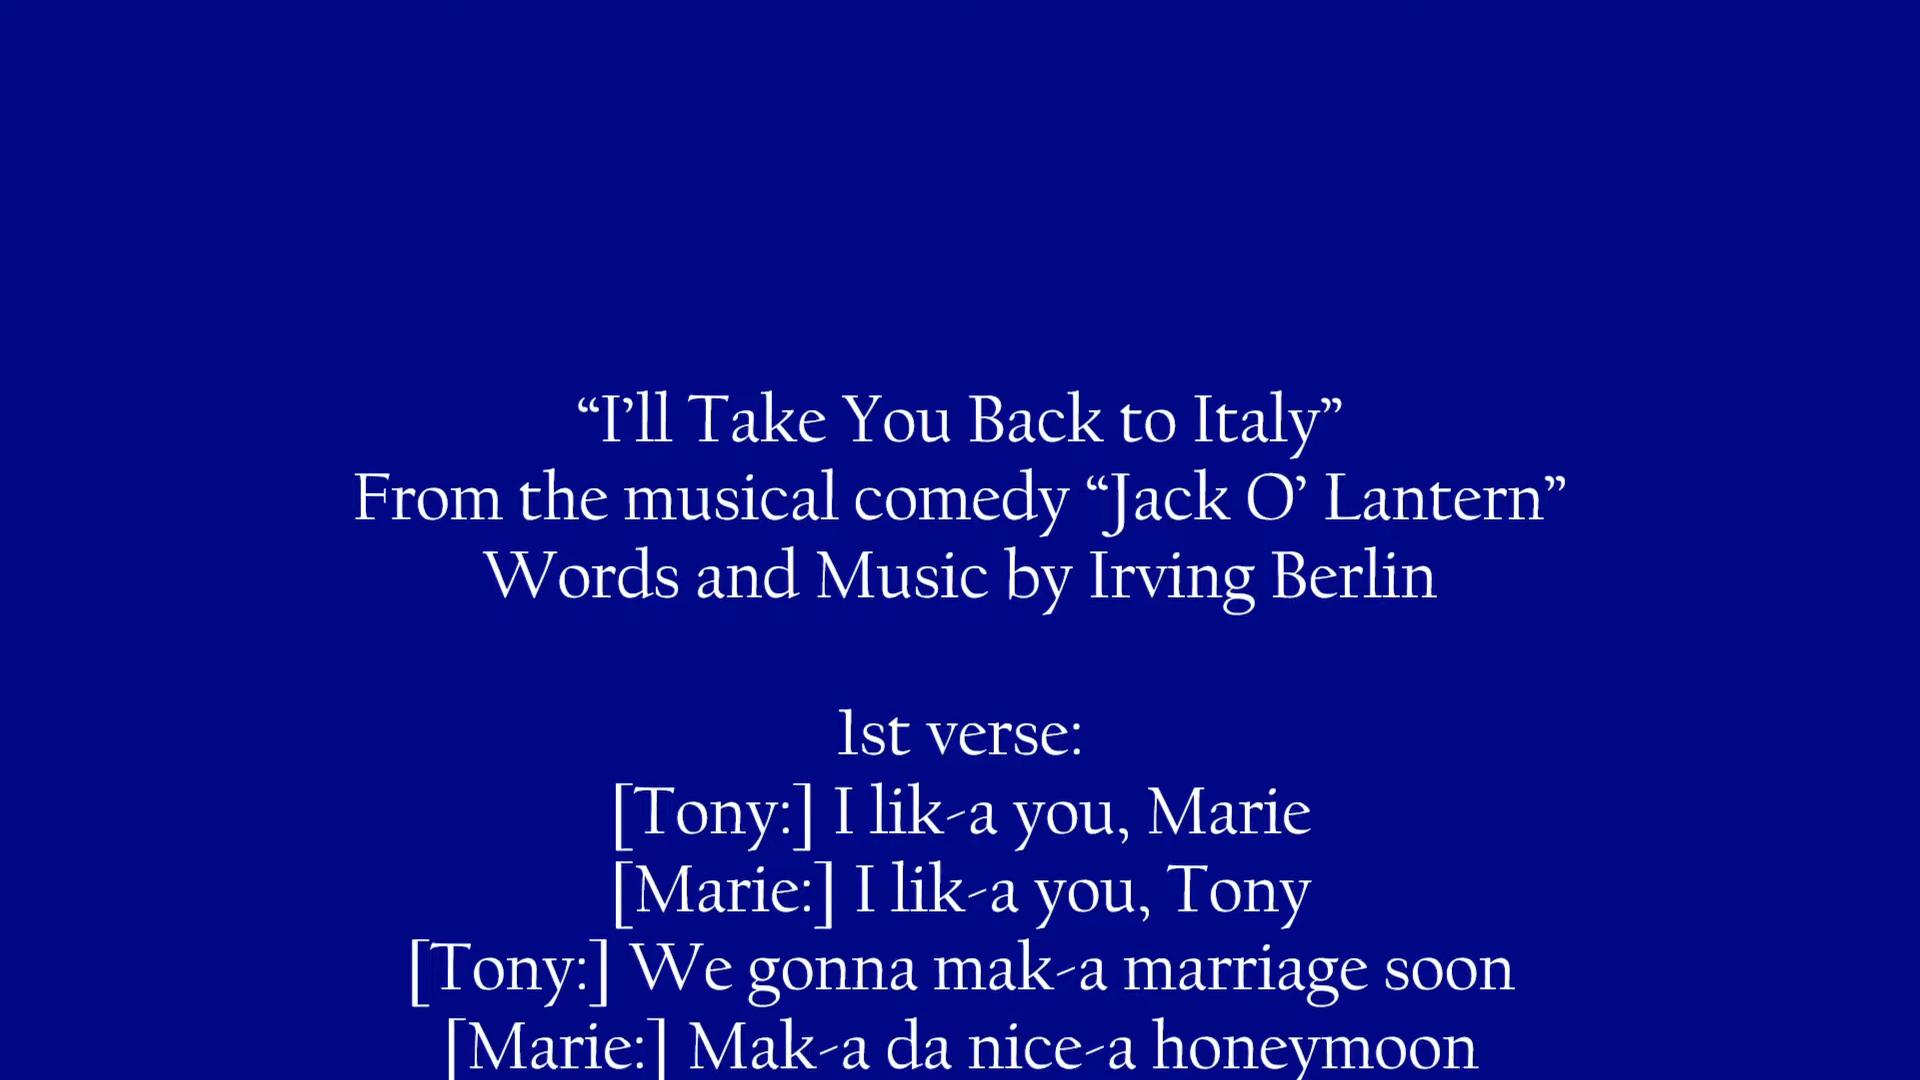 “I’ll Take You Back to Italy”
From the musical comedy “Jack O’ Lantern”
Words and Music by Irving Berlin
1st verse:
[Tony:] I lik-a you, Marie
[Marie:] I lik-a you, Tony
[Tony:] We gonna mak-a marriage soon
[Marie:] Mak-a da nice-a honeymoon